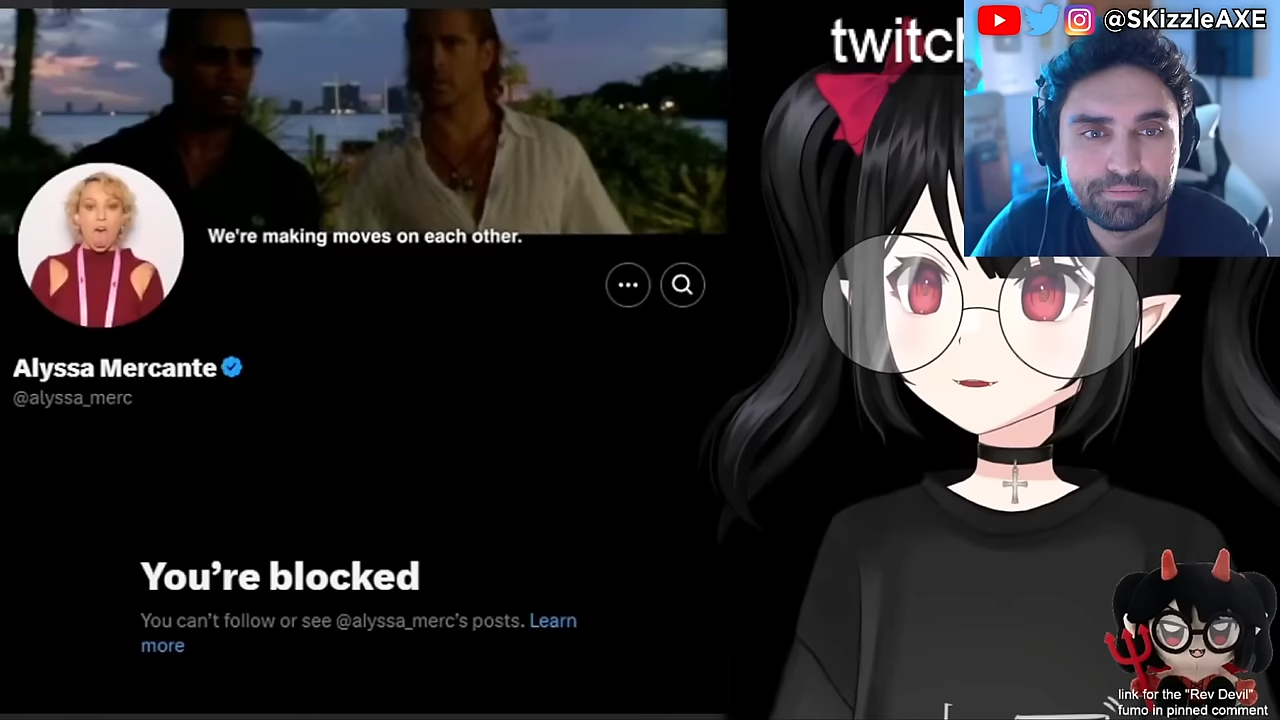 twitch
@SKizzleAXE
We're making moves on each other.
Alyssa Mercante
@alyssa_merc
You're blocked
You can't follow or see @alyssa_merc's posts. Learn
more
link for the "Rev Devil"
fumo in pinned comment